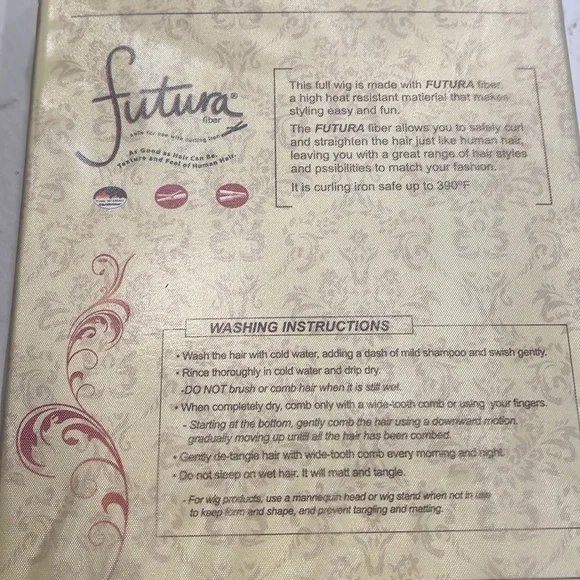 futura®
fiber
safe for use with curling iron
As Good as Hair Can Be,
Texture and Feel of Human Hair.
This full wig is made with FUTURA fiber
a high heat resistant matierial that makes
styling easy and fun.
The FUTURA fiber allows you to safely curl
and straighten the hair just like human hair,
leaving you with a great range of hair styles
and pssibilities to match your fashion.
It is curling iron safe up to 390°F
WASHING INSTRUCTIONS
• Wash the hair with cold water, adding a dash of mild shampoo and swish gently.
• Rince thoroughly in cold water and drip dry.
-DO NOT brush or comb hair when it is still wet.
• When completely dry, comb only with a wide-tooth comb or using your fingers.
- Starting at the bottom, gently comb the hair using a downward motion,
gradually moving up untill all the hair has been combed.
• Gently de-tangle hair with wide-tooth comb every morning and night.
• Do not sleep on wet hair. It will matt and tangle.
- For wig products, use a mannequin head or wig stand when not in use
to keep form and shape, and prevent tangling and matting.